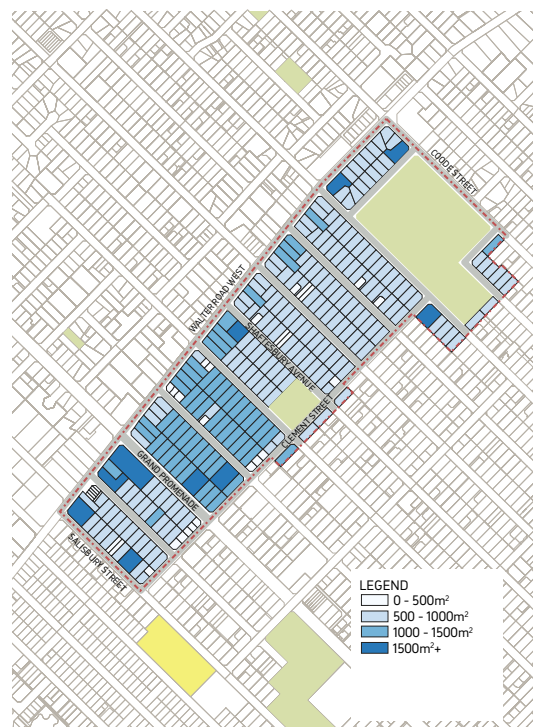 COODE STREET
WALTER ROAD WEST
SHAFTESBURY AVENUE
CLEMENT STREET
GRAND PROMENADE
SALISBURY STREET
LEGEND
0 - 500m²
500 - 1000m²
1000 - 1500m²
1500m²+